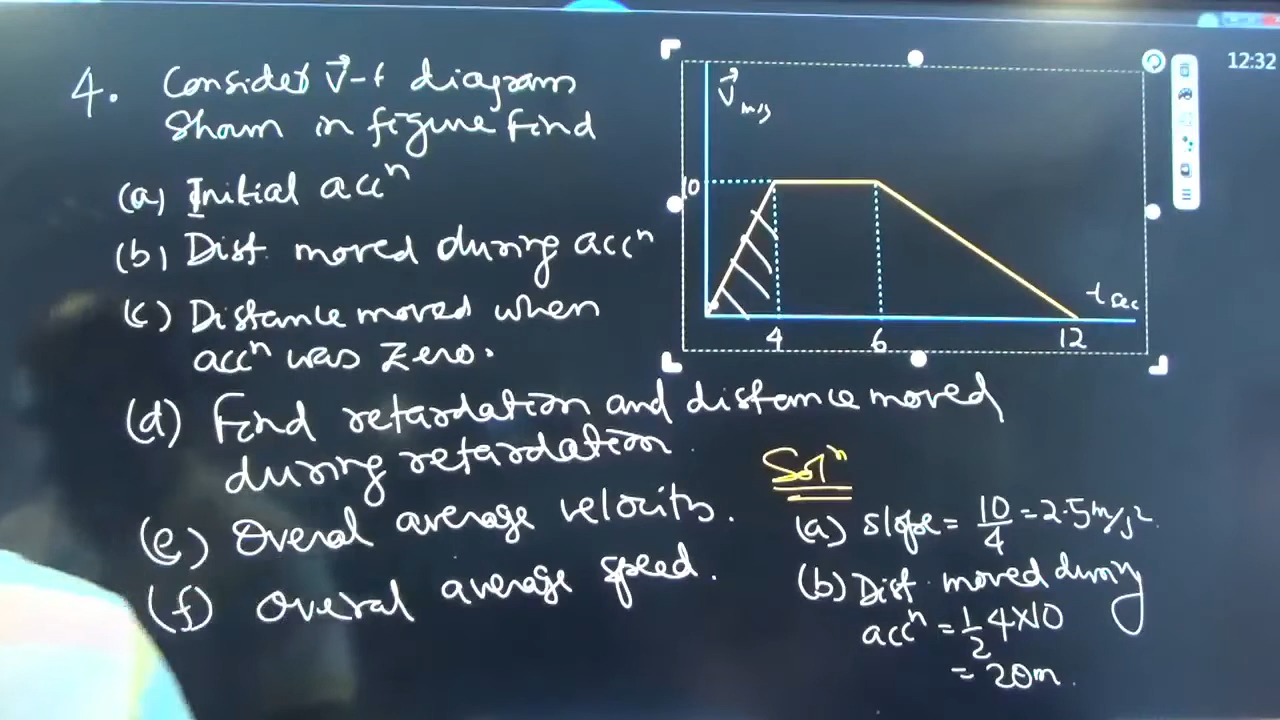 4. Consider v⃗-t diagram
Shown in figure find
(a) Initial accⁿ
(b) Dist. moved during accⁿ
(c) Distance moved when
accⁿ was zero.
(d) Find retardation and distance moved
during retardation.
(e) Overal average velocity.
(f) Overal average speed.
12:32
v⃗ m/s
10
t sec
4 6 12
Solⁿ
(a) slope = 10/4 = 2.5 m/s².
(b) Dist. moved during
accⁿ = 1/2 4×10
= 20m.